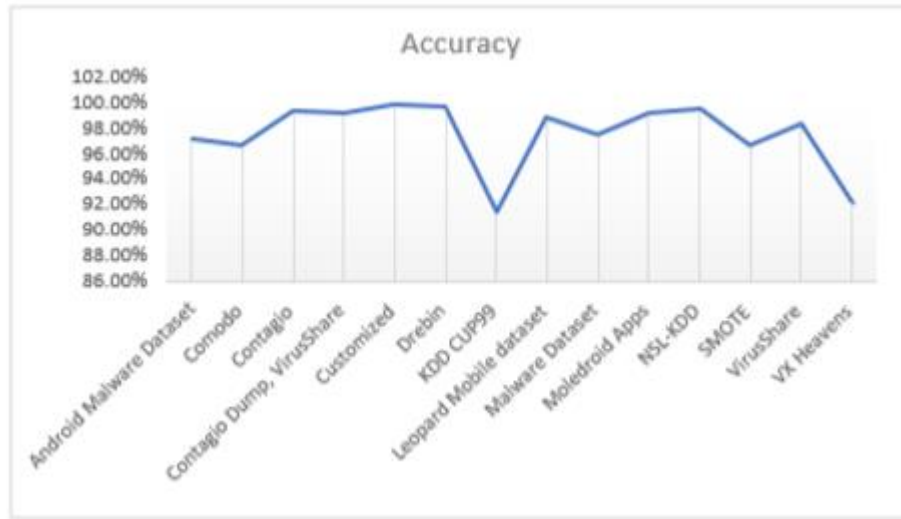 Accuracy
102.00%
100.00%
98.00%
96.00%
94.00%
92.00%
90.00%
88.00%
86.00%
Android Malware Dataset
Comodo
Contagio
Contagio Dump, VirusShare
Customized
Drebin
KDD CUP99
Leopard Mobile dataset
Malware Dataset
Moledroid Apps
NSL-KDD
SMOTE
VirusShare
VX Heavens